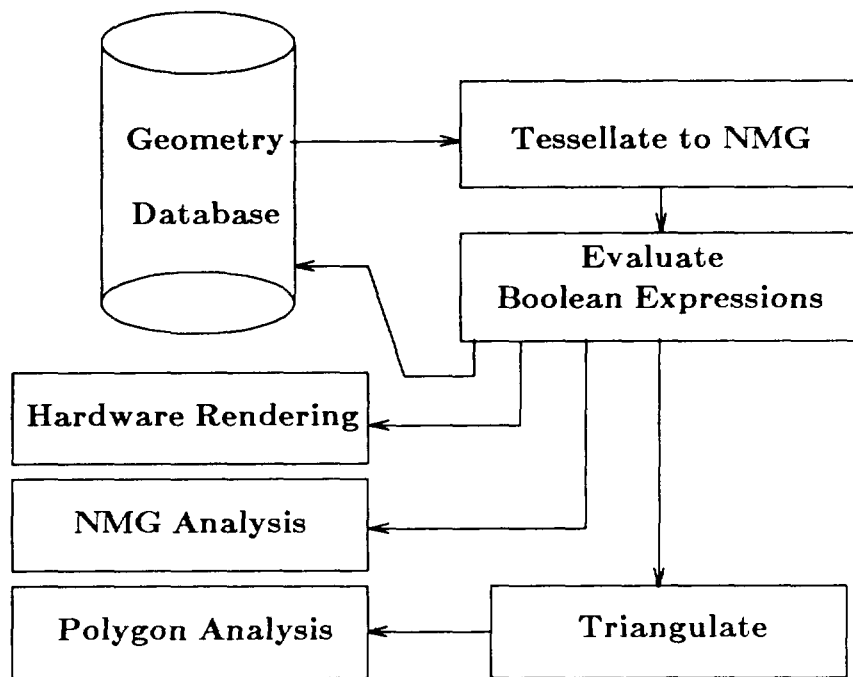 Geometry
Database
Tessellate to NMG
Evaluate
Boolean Expressions
Hardware Rendering
NMG Analysis
Polygon Analysis
Triangulate